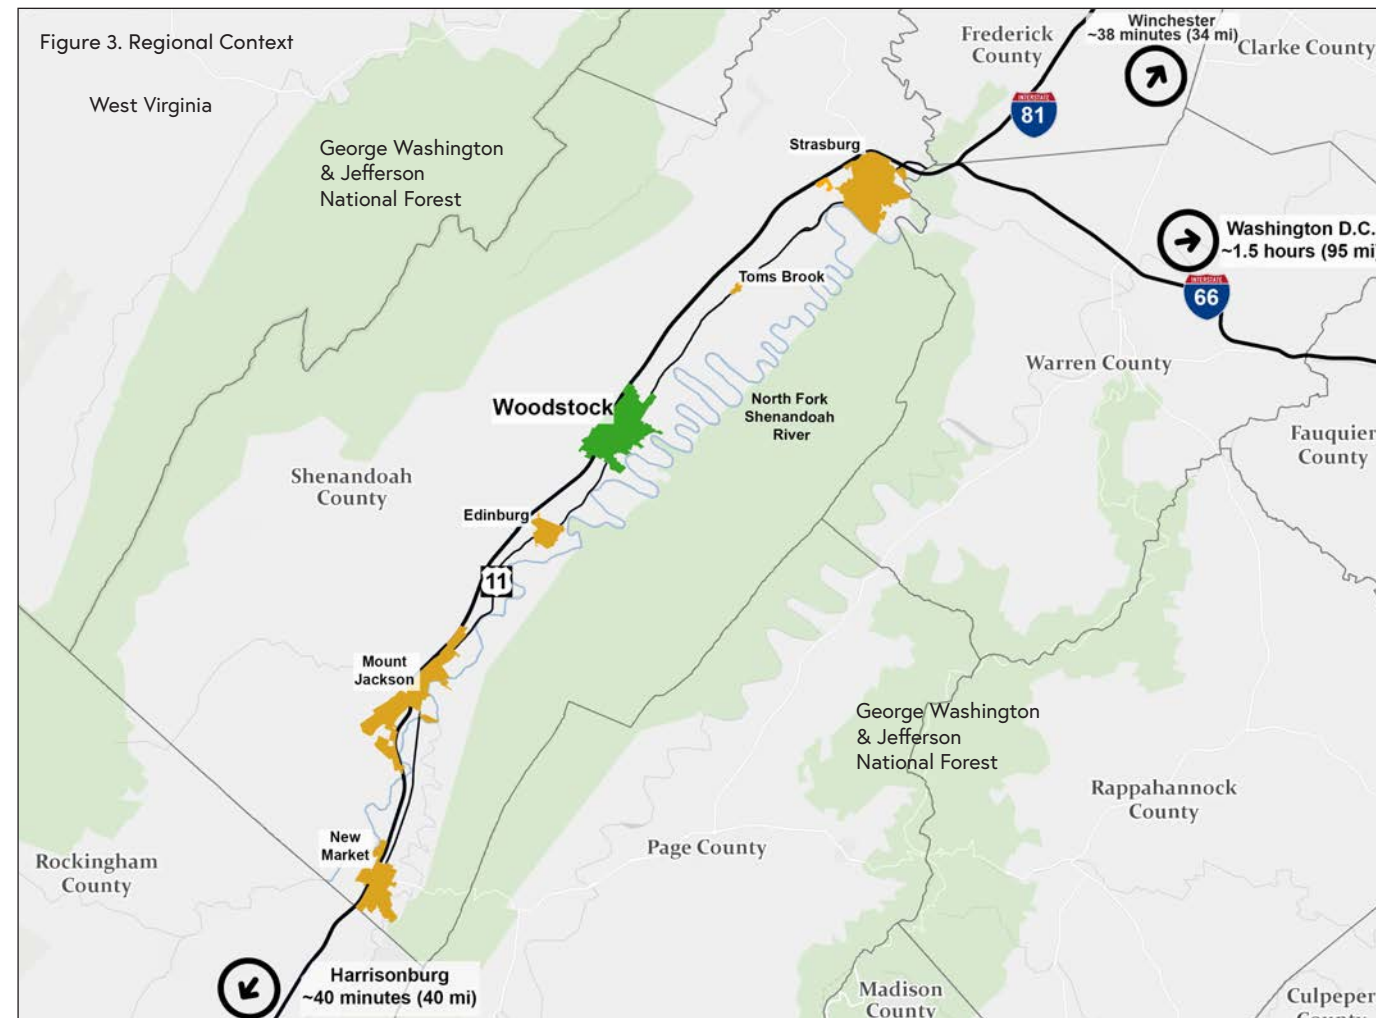 Figure 3. Regional Context
West Virginia
George Washington
& Jefferson
National Forest
Frederick
County
Winchester
~38 minutes (34 mi)
Clarke County
INTERSTATE
81
Strasburg
Washington D.C.
~1.5 hours (95 mi)
INTERSTATE
66
Toms Brook
Warren County
Woodstock
North Fork
Shenandoah
River
Fauquier
County
Shenandoah
County
Edinburg
11
Mount
Jackson
George Washington
& Jefferson
National Forest
Rappahannock
County
New
Market
Page County
Rockingham
County
Harrisonburg
~40 minutes (40 mi)
Madison
County
Culpeper
County